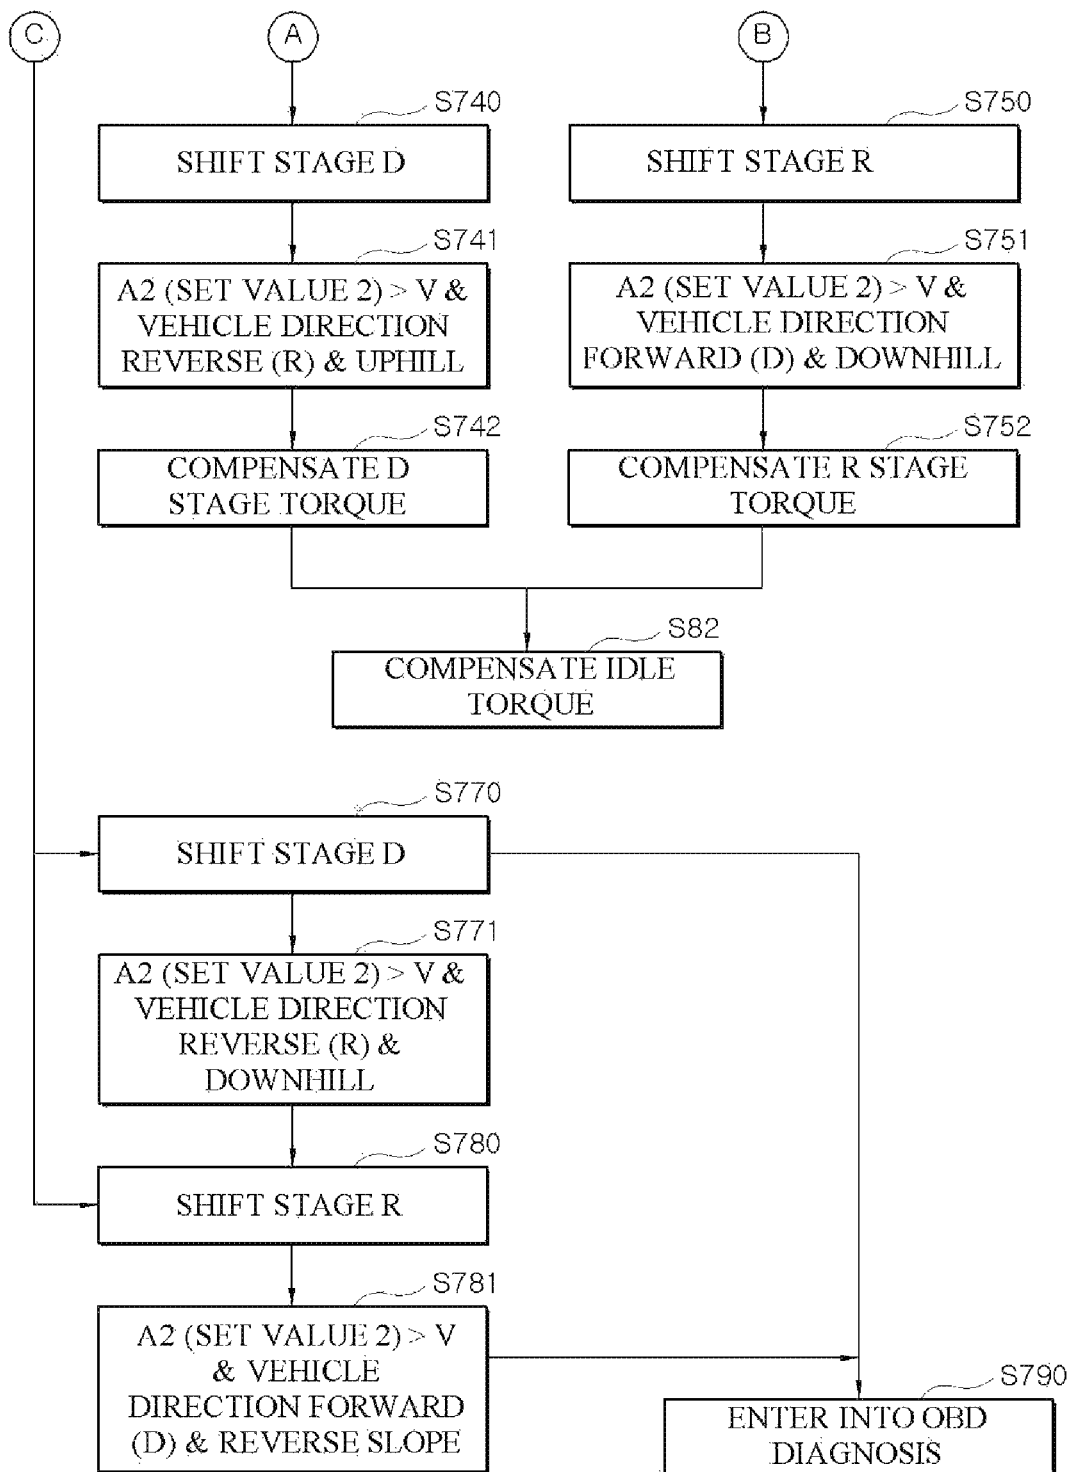 C
A
B
S740
SHIFT STAGE D
S750
SHIFT STAGE R
S741
A2 (SET VALUE 2) > V &
VEHICLE DIRECTION
REVERSE (R) & UPHILL
S751
A2 (SET VALUE 2) > V &
VEHICLE DIRECTION
FORWARD (D) & DOWNHILL
S742
COMPENSATE D
STAGE TORQUE
S752
COMPENSATE R STAGE
TORQUE
S82
COMPENSATE IDLE
TORQUE
S770
SHIFT STAGE D
S771
A2 (SET VALUE 2) > V &
VEHICLE DIRECTION
REVERSE (R) &
DOWNHILL
S780
SHIFT STAGE R
S781
A2 (SET VALUE 2) > V
& VEHICLE
DIRECTION FORWARD
(D) & REVERSE SLOPE
S790
ENTER INTO OBD
DIAGNOSIS